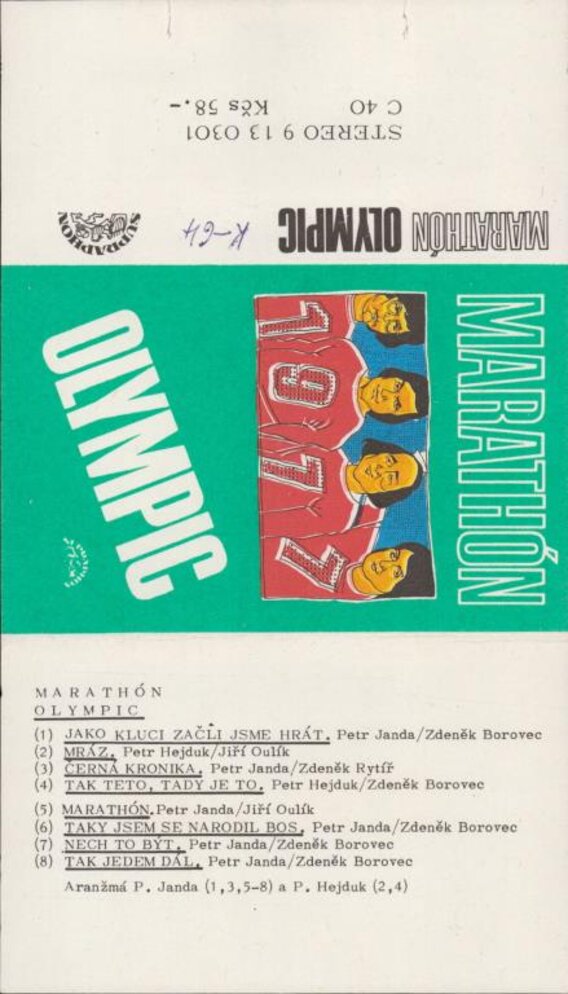 STEREO 9 13 0301
C 40 Kčs 58.-
MARATHÓN OLYMPIC K-64 SUPRAPHON
MARATHÓN
1
6
7
7
OLYMPIC
MARATHÓN
OLYMPIC
(1) JAKO KLUCI ZAČLI JSME HRÁT, Petr Janda/Zdeněk Borovec
(2) MRÁZ, Petr Hejduk/Jiří Oulík
(3) ČERNÁ KRONIKA, Petr Janda/Zdeněk Rytíř
(4) TAK TETO, TADY JE TO, Petr Hejduk/Zdeněk Borovec
(5) MARATHÓN, Petr Janda/Jiří Oulík
(6) TAKY JSEM SE NARODIL BOS, Petr Janda/Zdeněk Borovec
(7) NECH TO BÝT, Petr Janda/Zdeněk Borovec
(8) TAK JEDEM DÁL, Petr Janda/Zdeněk Borovec
Aranžmá P. Janda (1,3,5-8) a P. Hejduk (2,4)